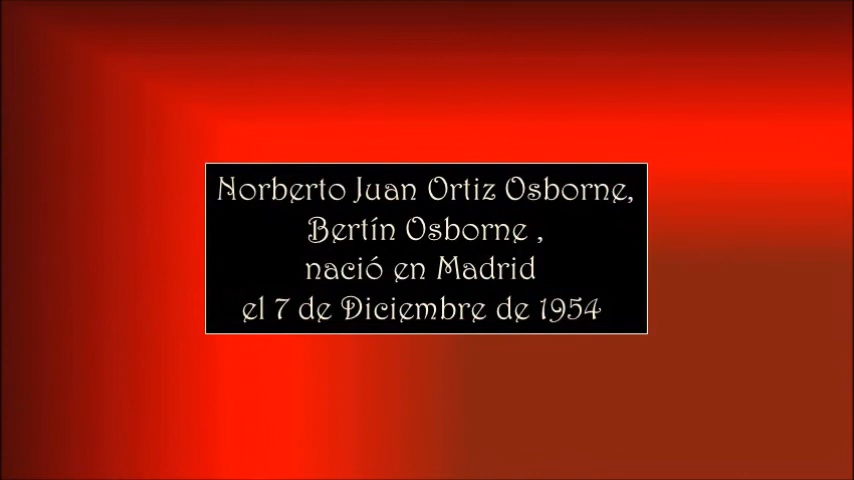 Norberto Juan Ortiz Osborne,
Bertín Osborne ,
nació en Madrid
el 7 de Diciembre de 1954